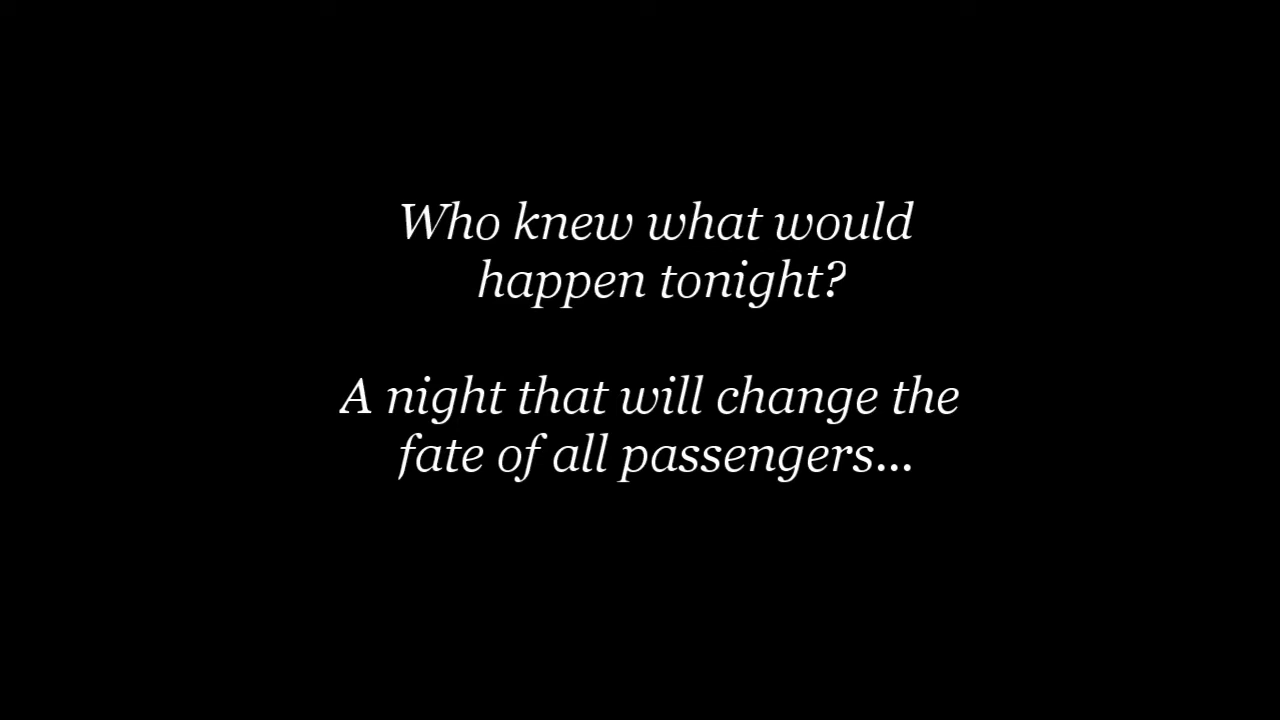 Who knew what would
happen tonight?
A night that will change the
fate of all passengers...